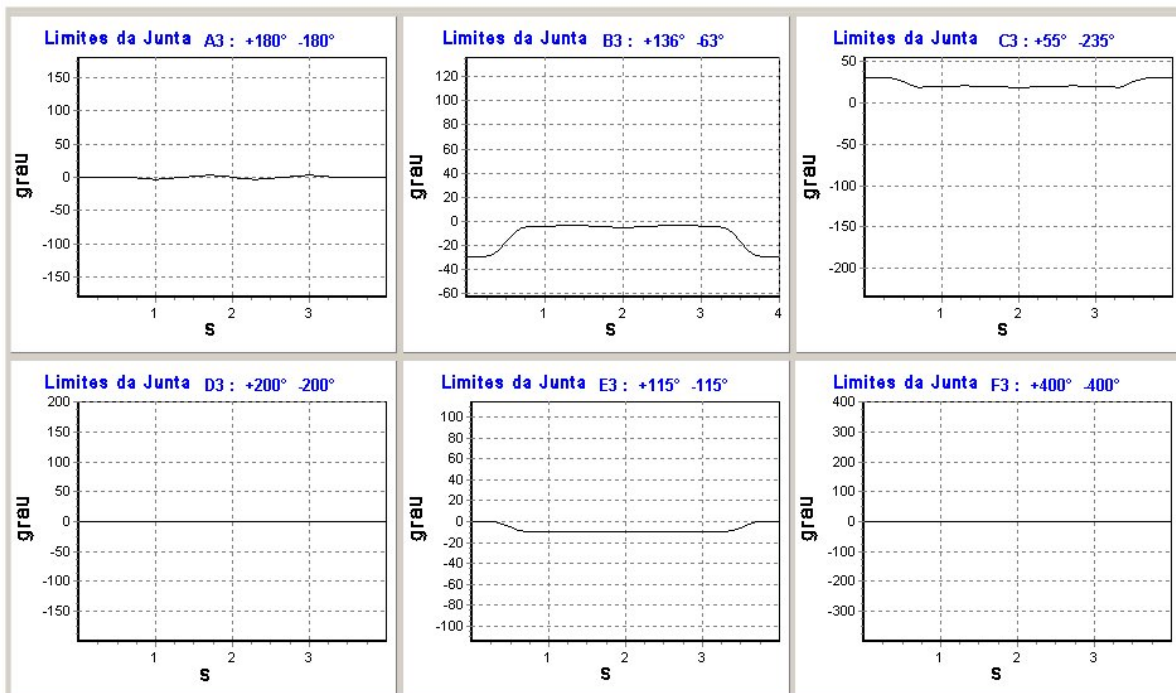 Limites da Junta A3 : +180° -180°
150
100
50
0
-50
-100
-150
grau
1 2 3
s
Limites da Junta B3 : +136° -63°
120
100
80
60
40
20
0
-20
-40
-60
grau
1 2 3 4
s
Limites da Junta C3 : +55° -235°
50
0
-50
-100
-150
-200
grau
1 2 3
s
Limites da Junta D3 : +200° -200°
200
150
100
50
0
-50
-100
-150
grau
1 2 3
s
Limites da Junta E3 : +115° -115°
100
80
60
40
20
0
-20
-40
-60
-80
-100
grau
1 2 3
s
Limites da Junta F3 : +400° -400°
400
300
200
100
0
-100
-200
-300
grau
1 2 3
s